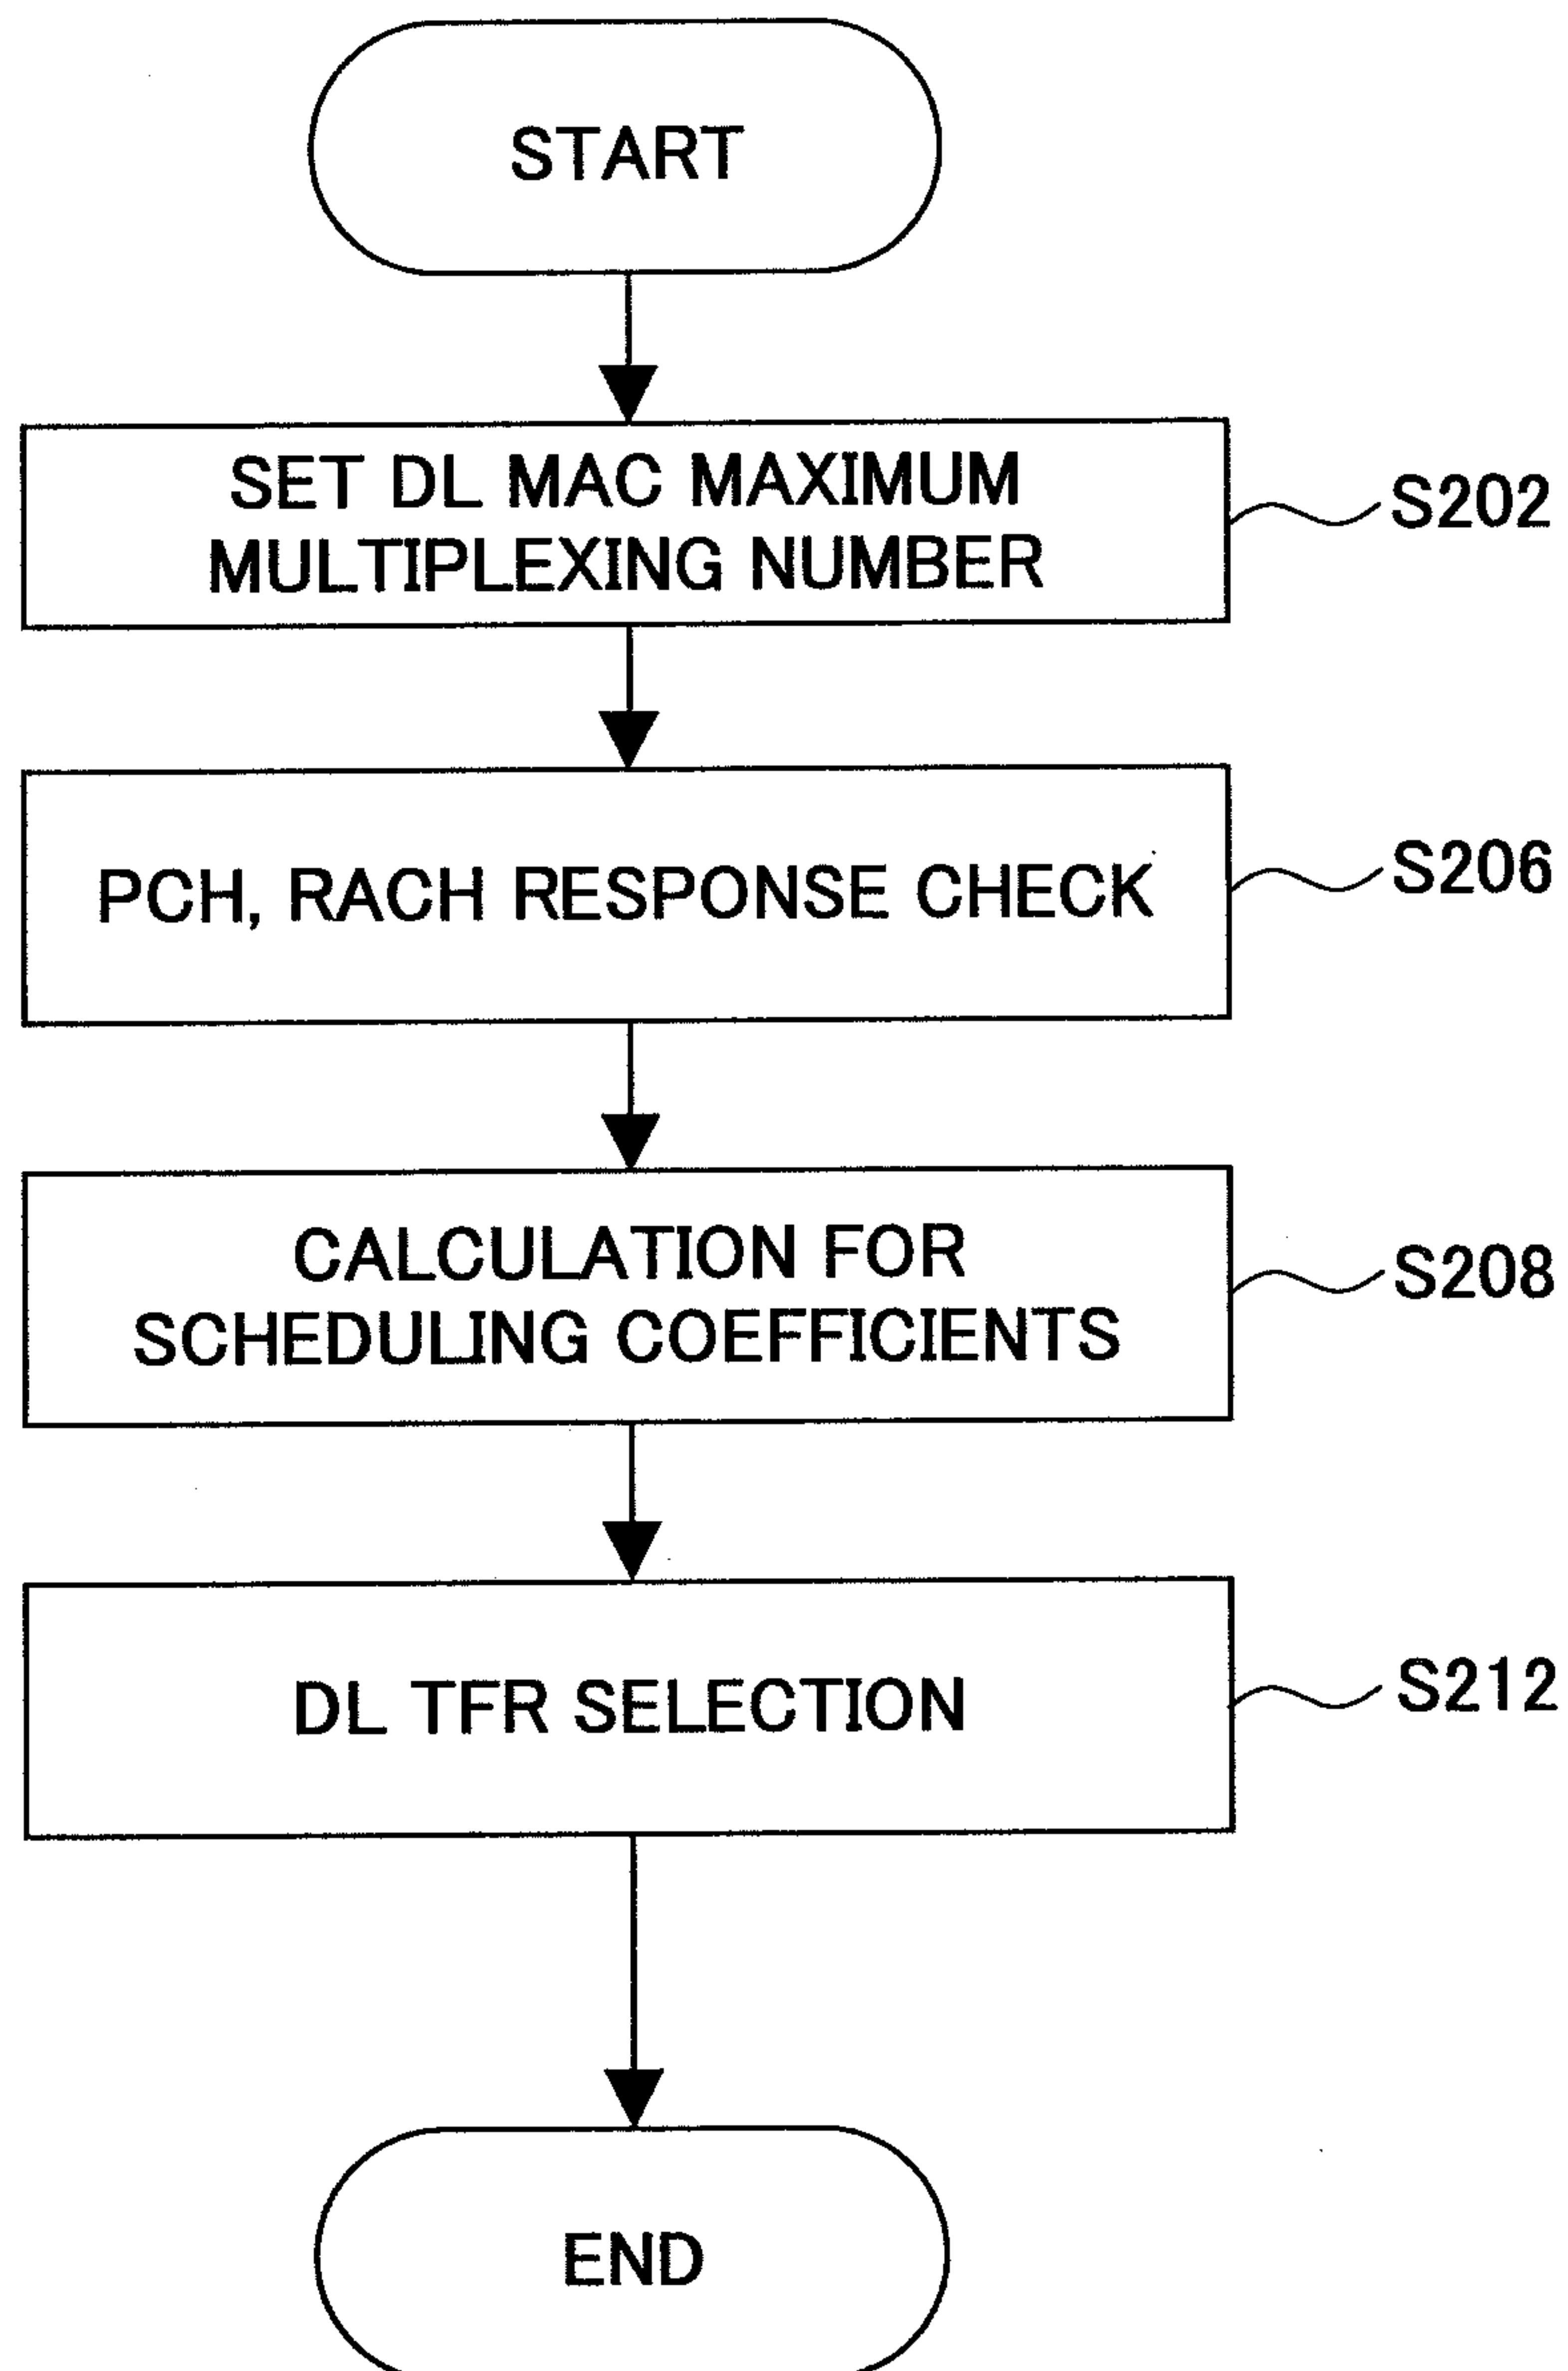 START
SET DL MAC MAXIMUM
MULTIPLEXING NUMBER
S202
PCH, RACH RESPONSE CHECK
S206
CALCULATION FOR
SCHEDULING COEFFICIENTS
S208
DL TFR SELECTION
S212
END